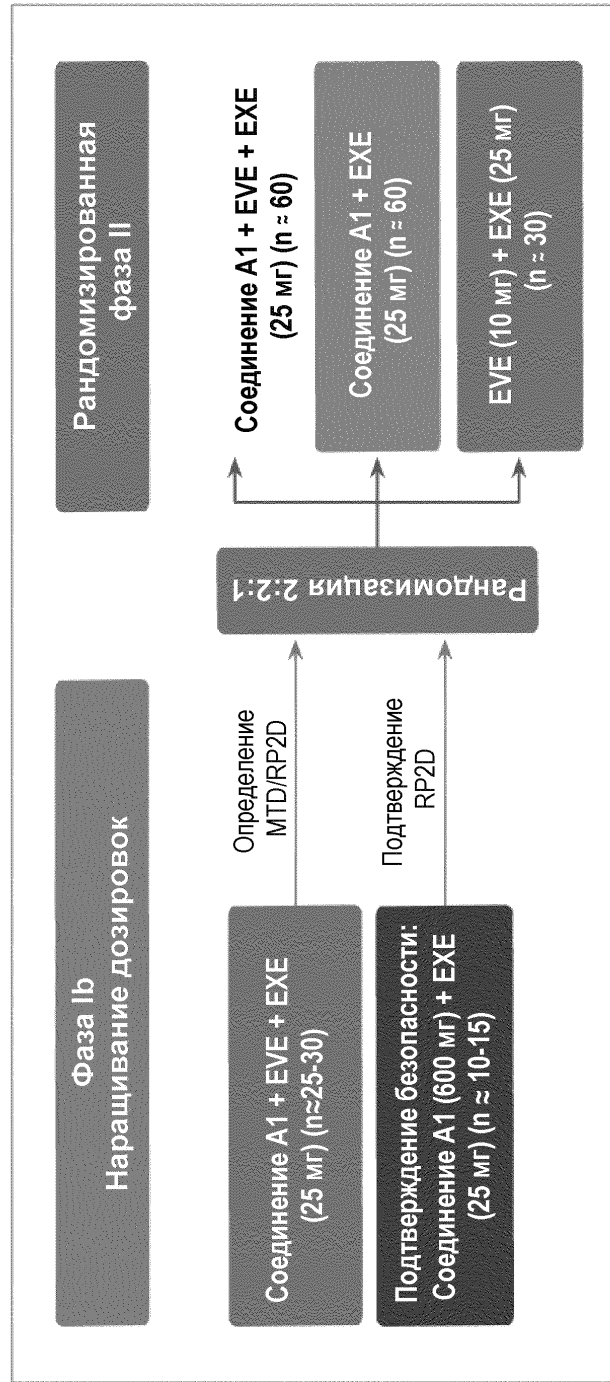 Фаза Ib
Наращивание дозировок
Соединение A1 + EVE + EXE
(25 мг) (n≈25-30)
Подтверждение безопасности:
Соединение A1 (600 мг) + EXE
(25 мг) (n ≈ 10-15)
Определение
MTD/RP2D
Подтверждение
RP2D
Рандомизация 2:2:1
Рандомизированная
фаза II
Соединение A1 + EVE + EXE
(25 мг) (n ≈ 60)
Соединение A1 + EXE
(25 мг) (n ≈ 60)
EVE (10 мг) + EXE (25 мг)
(n ≈ 30)